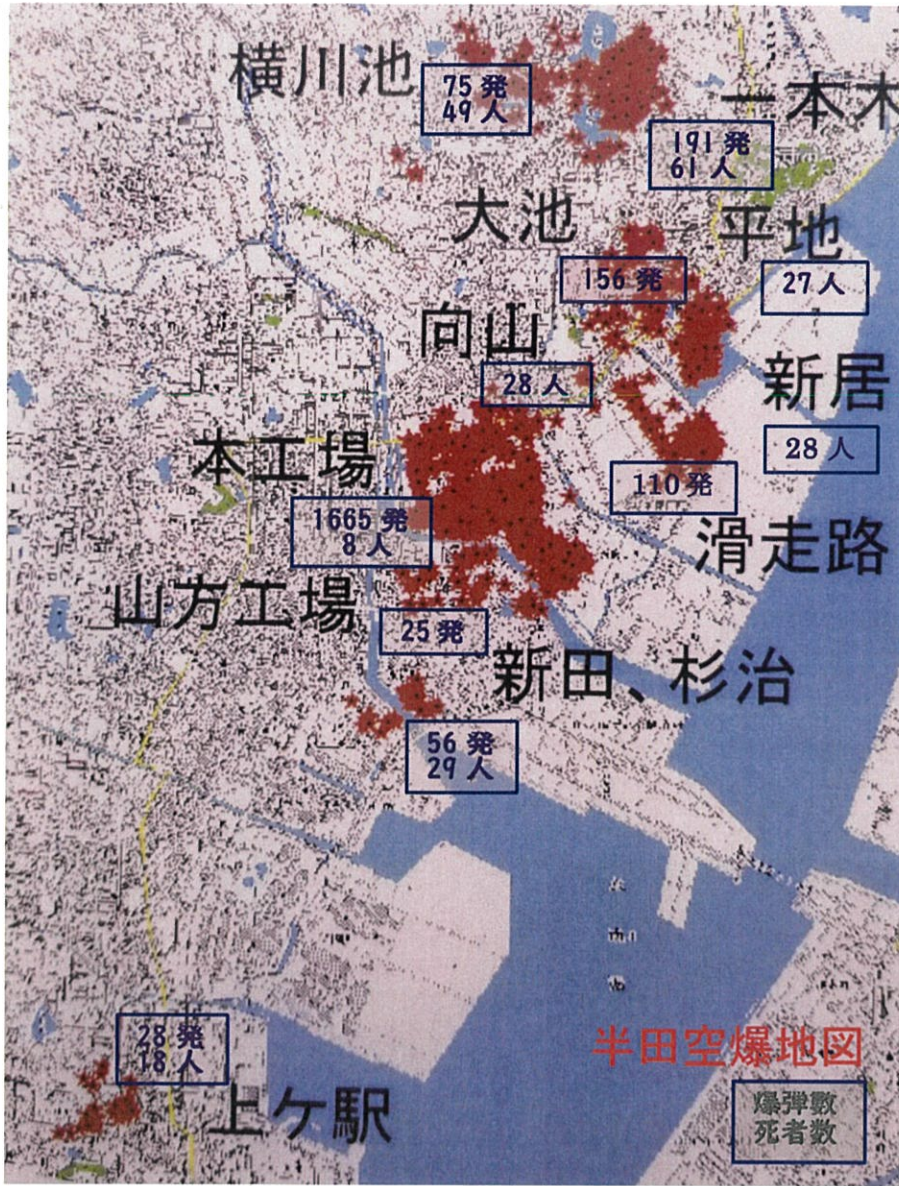 横川池
75発
49人
一本木
191発
61人
大池
平地
156発
27人
向山
28人
新居
28人
本工場
110発
1665発
8人
滑走路
山方工場
25発
新田、杉治
56発
29人
28発
18人
上ケ駅
半田空爆地図
爆弾数
死者数